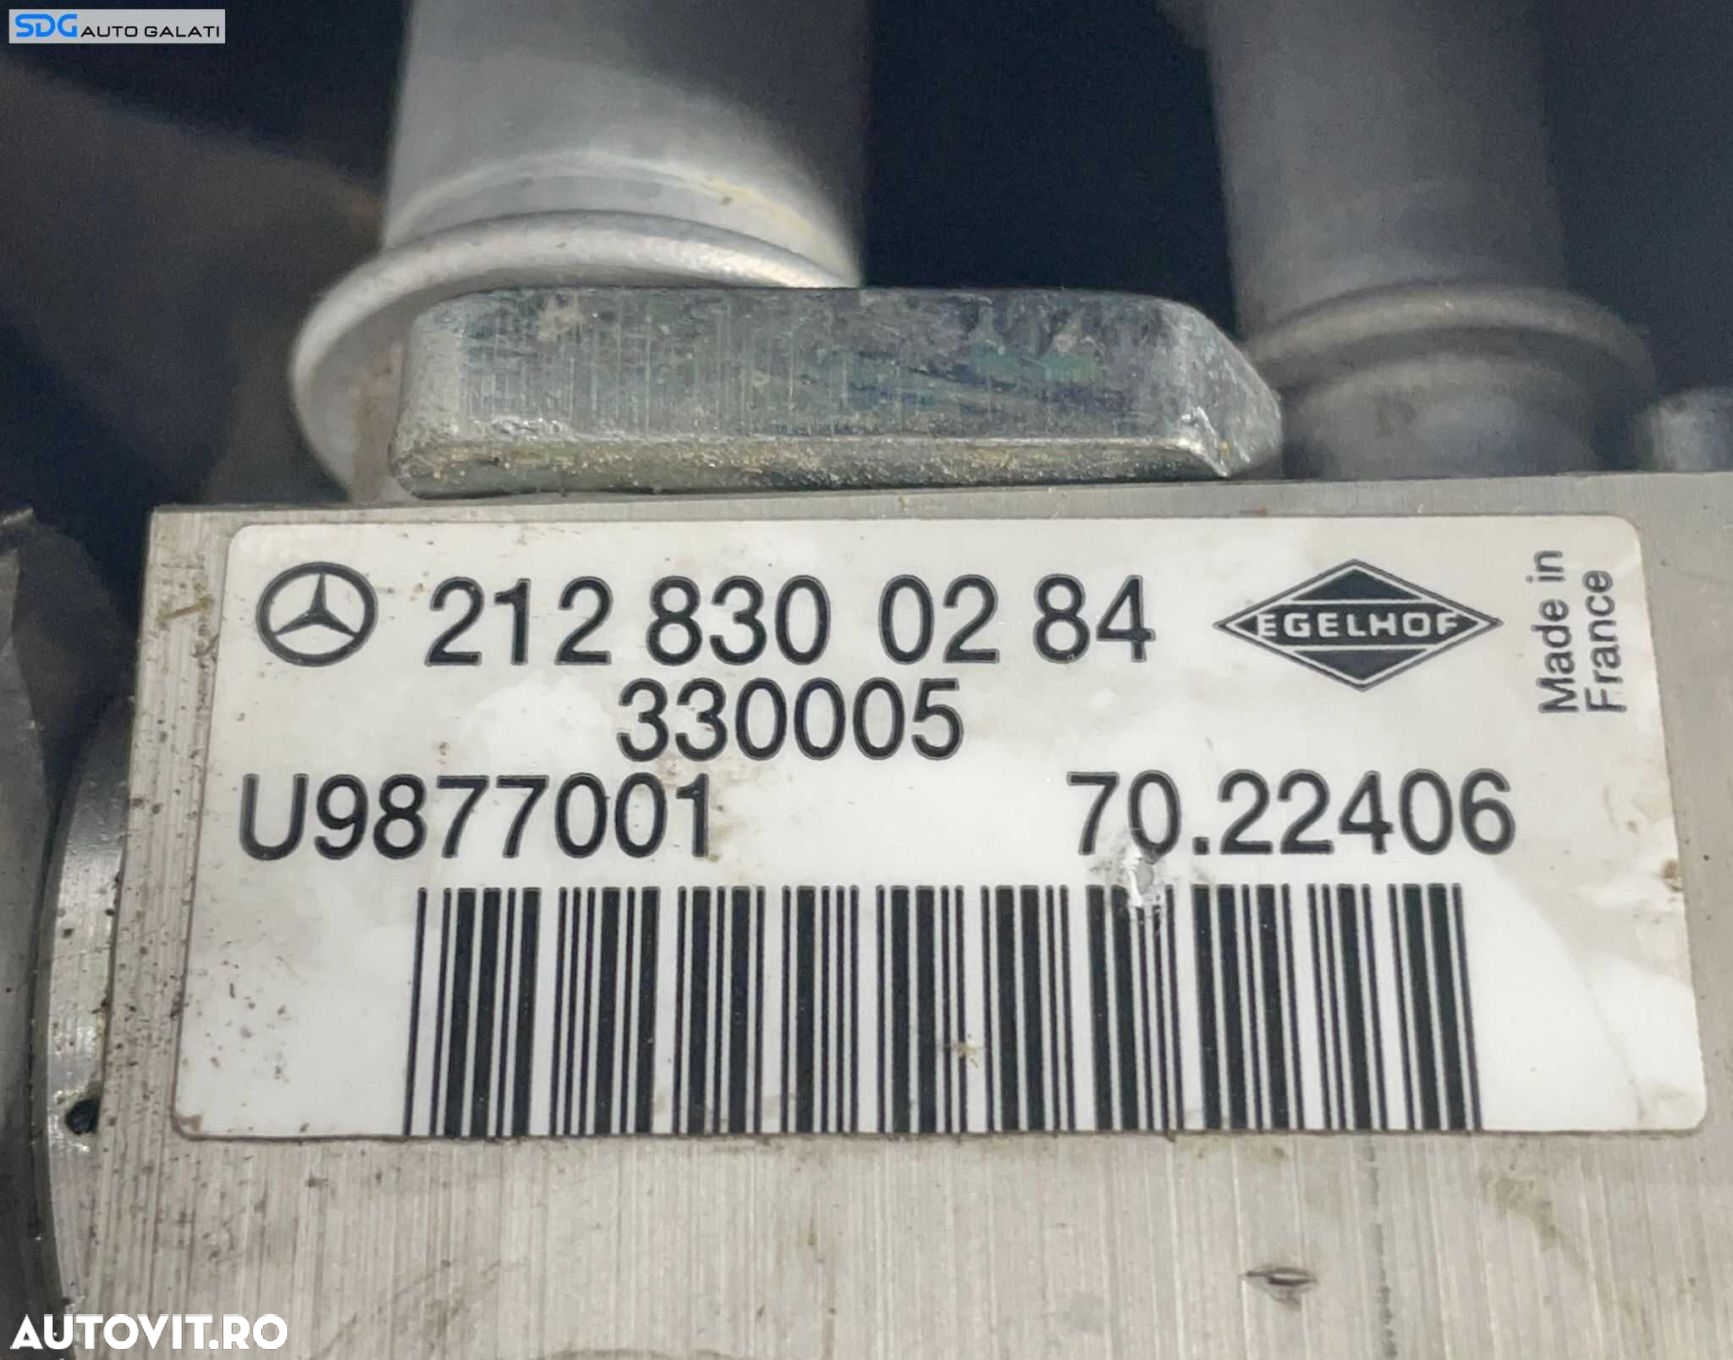 SDG AUTO GALATI
212 830 02 84
EGELHOF
Made in
France
330005
U9877001 70.22406
AUTOVIT.RO